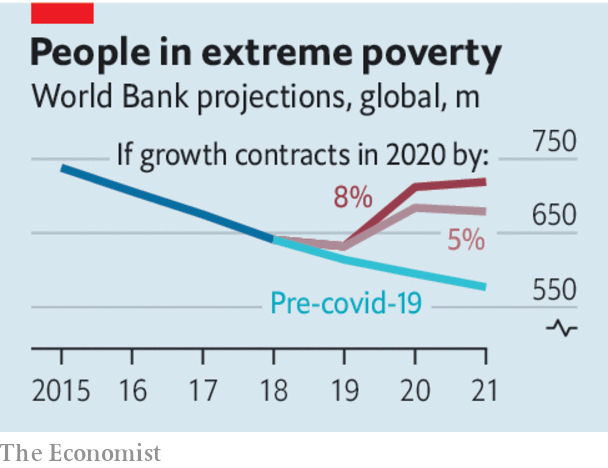 People in extreme poverty
World Bank projections, global, m
If growth contracts in 2020 by:
750
8%
650
5%
Pre-covid-19
550
2015 16 17 18 19 20 21
The Economist